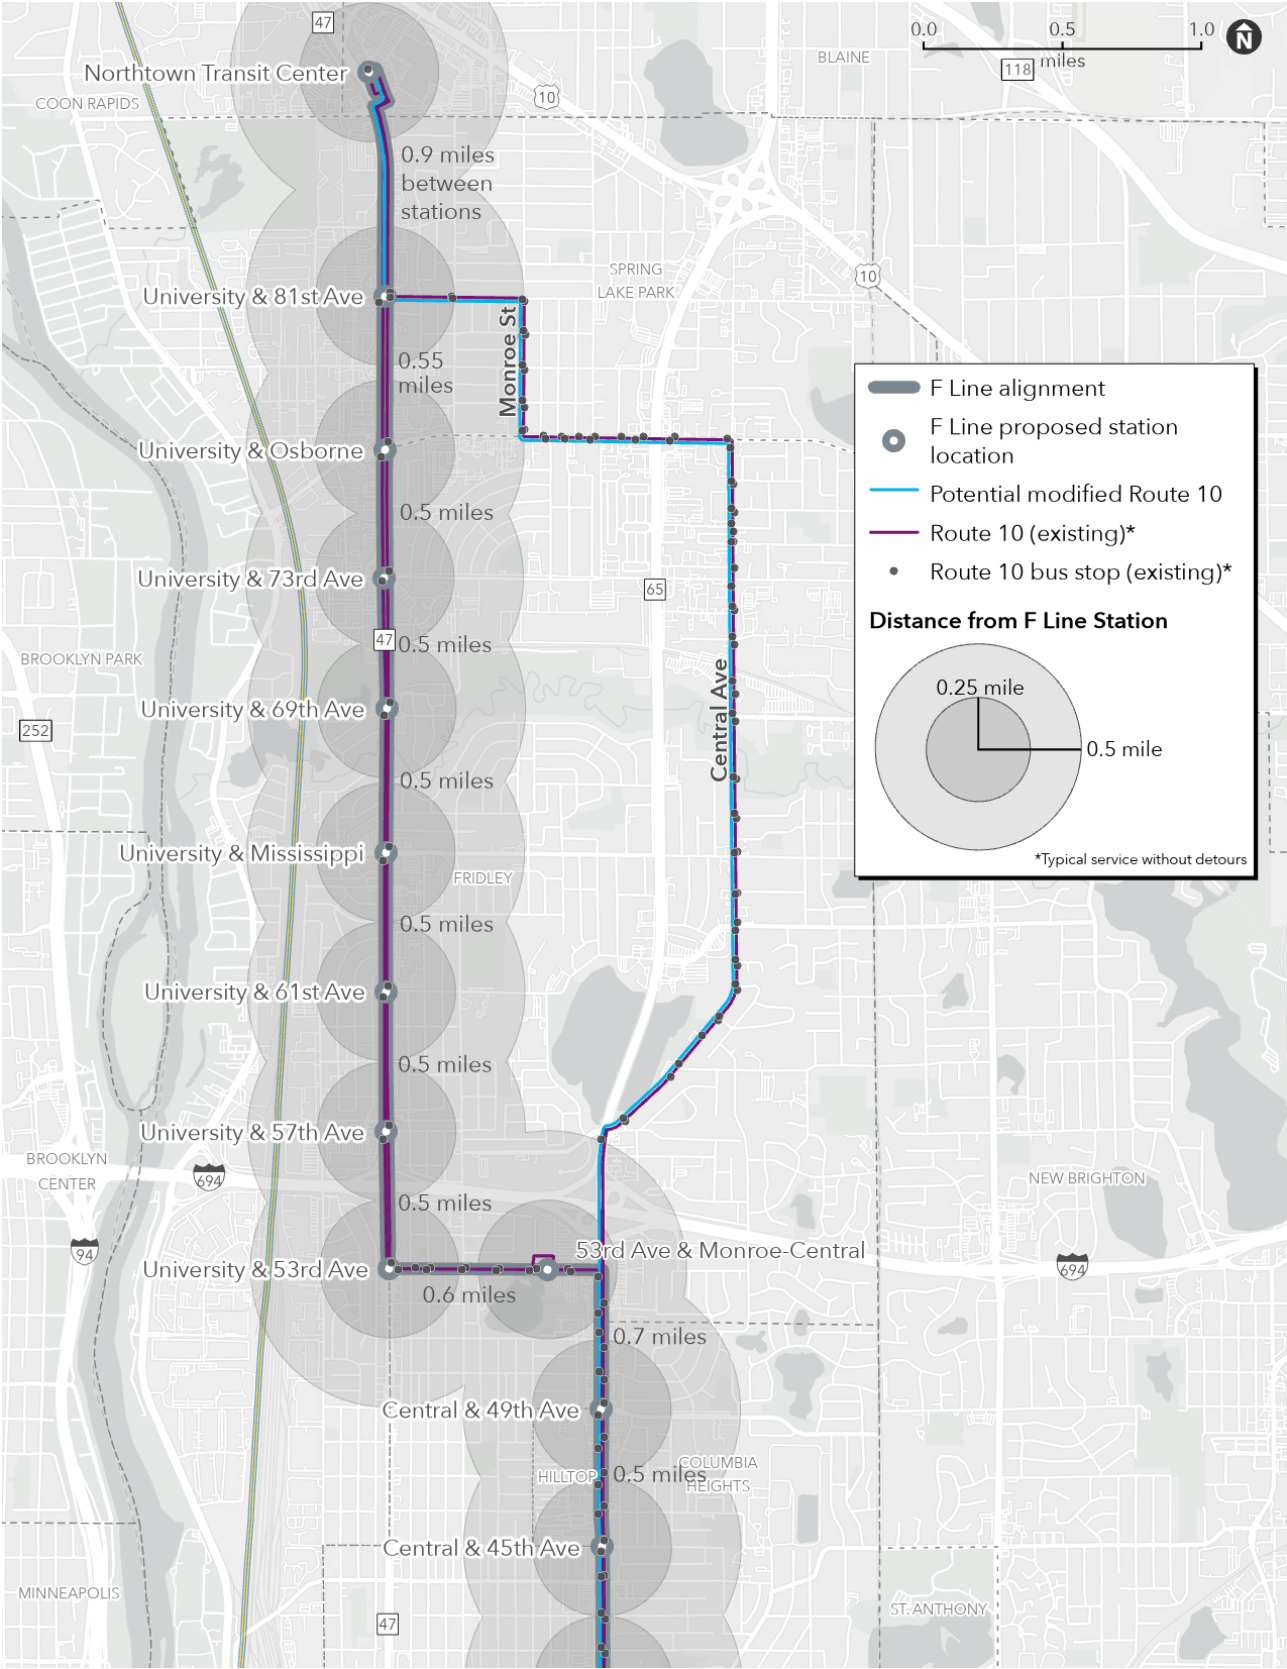 47
0.0
0.5
1.0
miles
N
118
BLAINE
Northtown Transit Center
COON RAPIDS
10
0.9 miles
between
stations
SPRING
LAKE PARK
10
University & 81st Ave
Monroe St
0.55
miles
F Line alignment
F Line proposed station
location
Potential modified Route 10
Route 10 (existing)*
Route 10 bus stop (existing)*
Distance from F Line Station
0.25 mile
0.5 mile
*Typical service without detours
University & Osborne
0.5 miles
University & 73rd Ave
65
47
0.5 miles
BROOKLYN PARK
Central Ave
University & 69th Ave
252
0.5 miles
University & Mississippi
FRIDLEY
0.5 miles
University & 61st Ave
0.5 miles
University & 57th Ave
BROOKLYN
CENTER
694
NEW BRIGHTON
0.5 miles
94
53rd Ave & Monroe-Central
University & 53rd Ave
694
0.6 miles
0.7 miles
Central & 49th Ave
HILLTOP
0.5 miles
COLUMBIA
HEIGHTS
Central & 45th Ave
MINNEAPOLIS
ST. ANTHONY
47